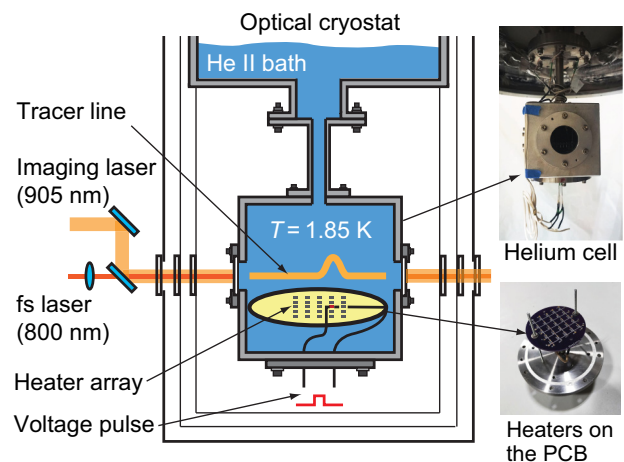 Optical cryostat
He II bath
Tracer line
Imaging laser
(905 nm)
T = 1.85 K
Helium cell
fs laser
(800 nm)
Heater array
Voltage pulse
Heaters on
the PCB